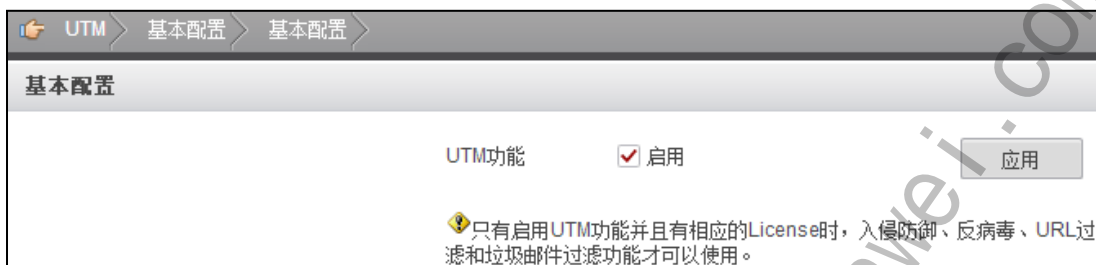 UTM 基本配置 基本配置
基本配置
UTM功能 启用 应用
只有启用UTM功能并且有相应的License时，入侵防御、反病毒、URL过
滤和垃圾邮件过滤功能才可以使用。
wei.com